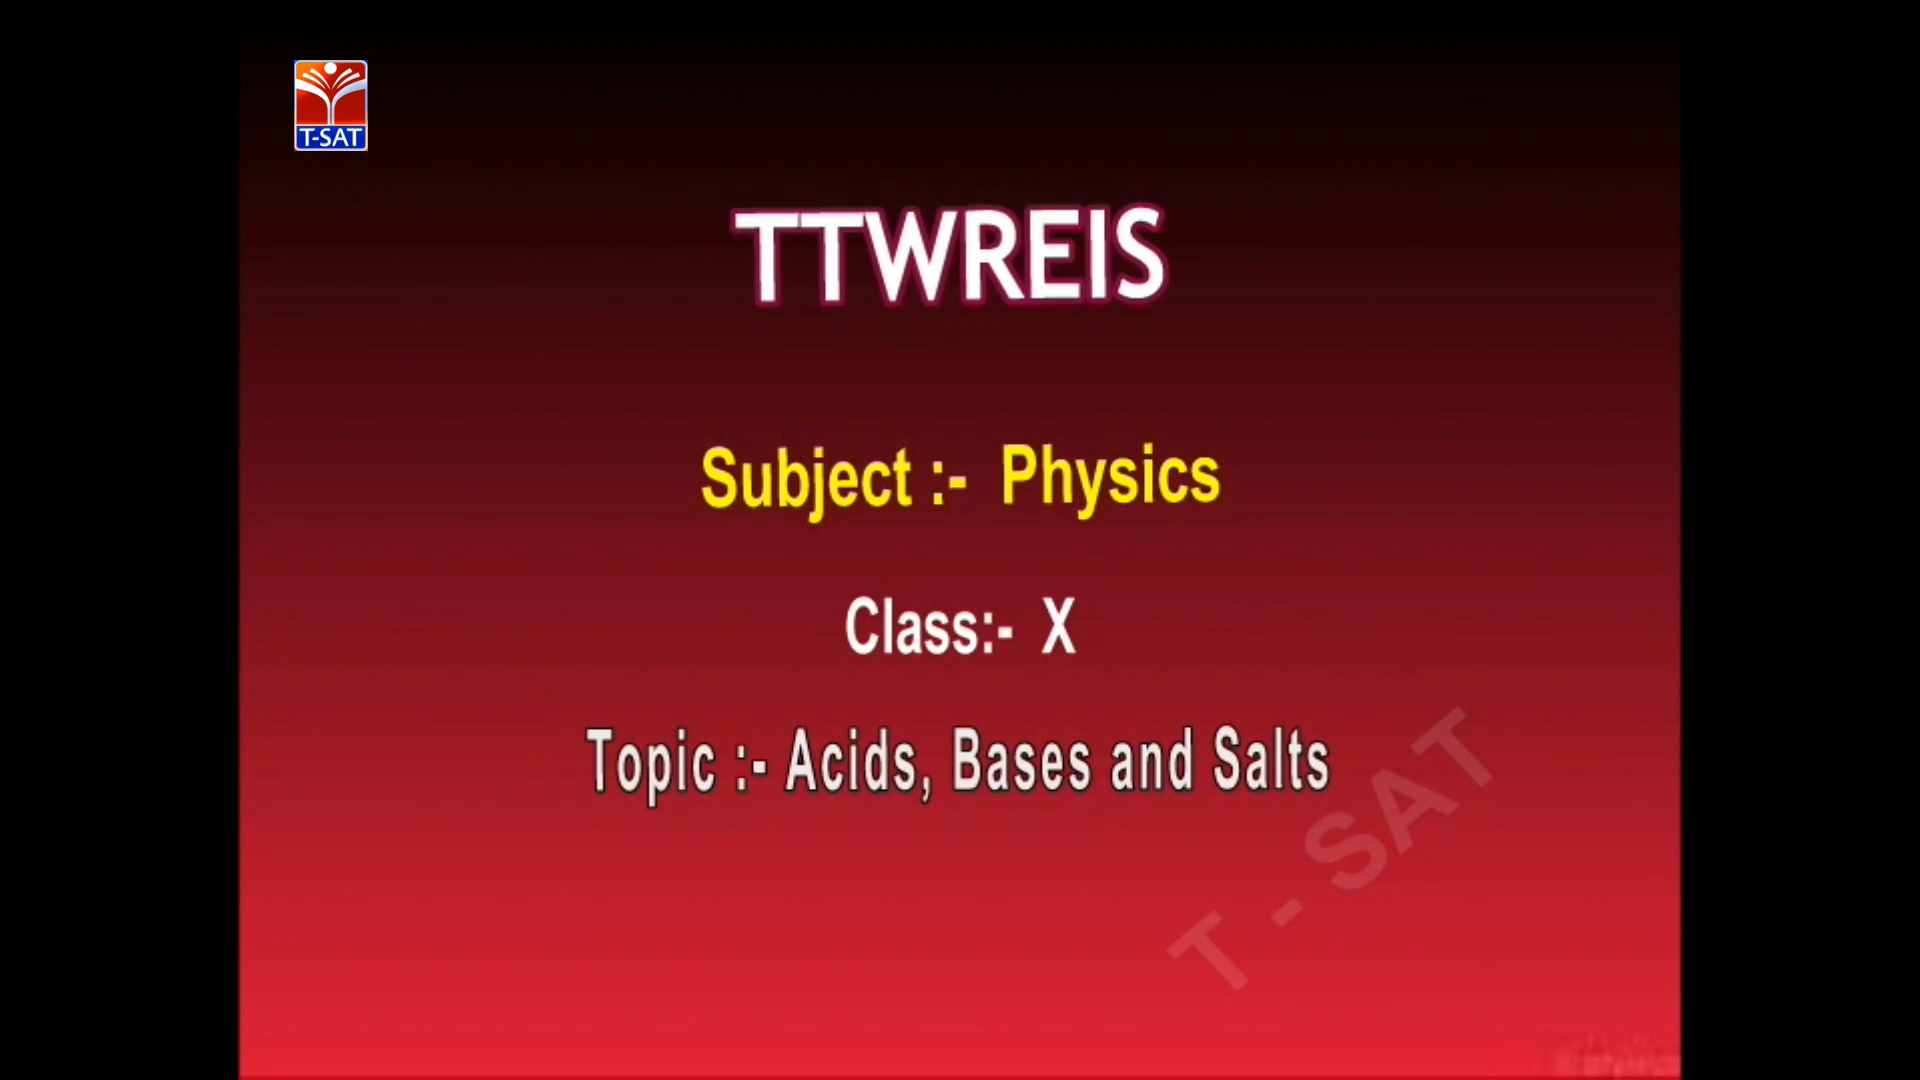 T-SAT
TTWREIS
Subject :- Physics
Class:- X
Topic :- Acids, Bases and Salts
T - SAT